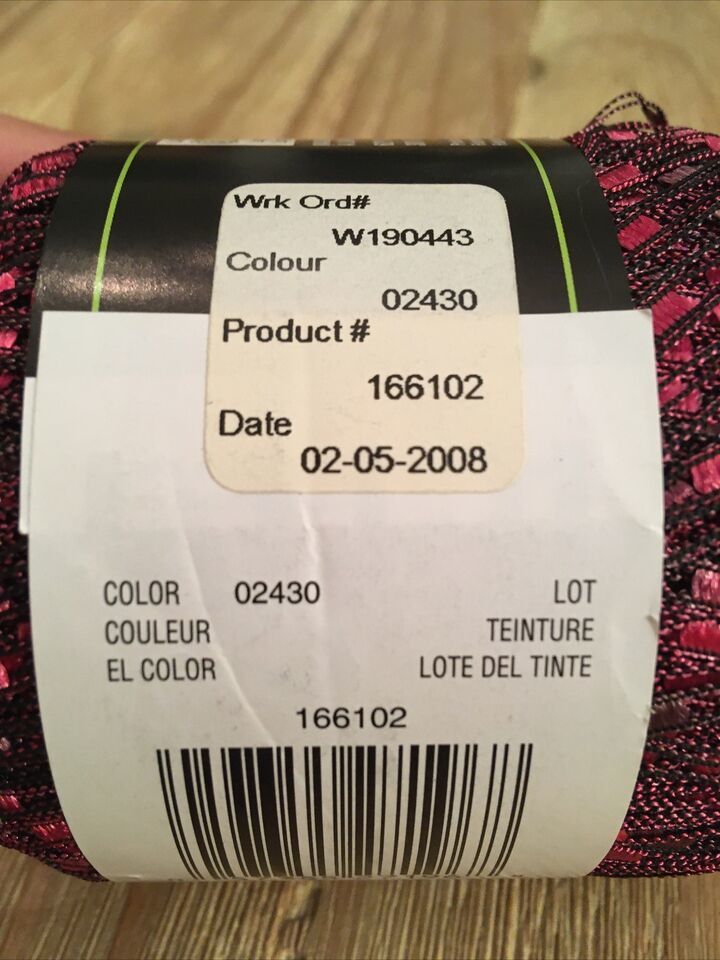 Wrk Ord#
W190443
Colour
02430
Product #
166102
Date
02-05-2008
COLOR 02430 LOT
COULEUR TEINTURE
EL COLOR LOTE DEL TINTE
166102